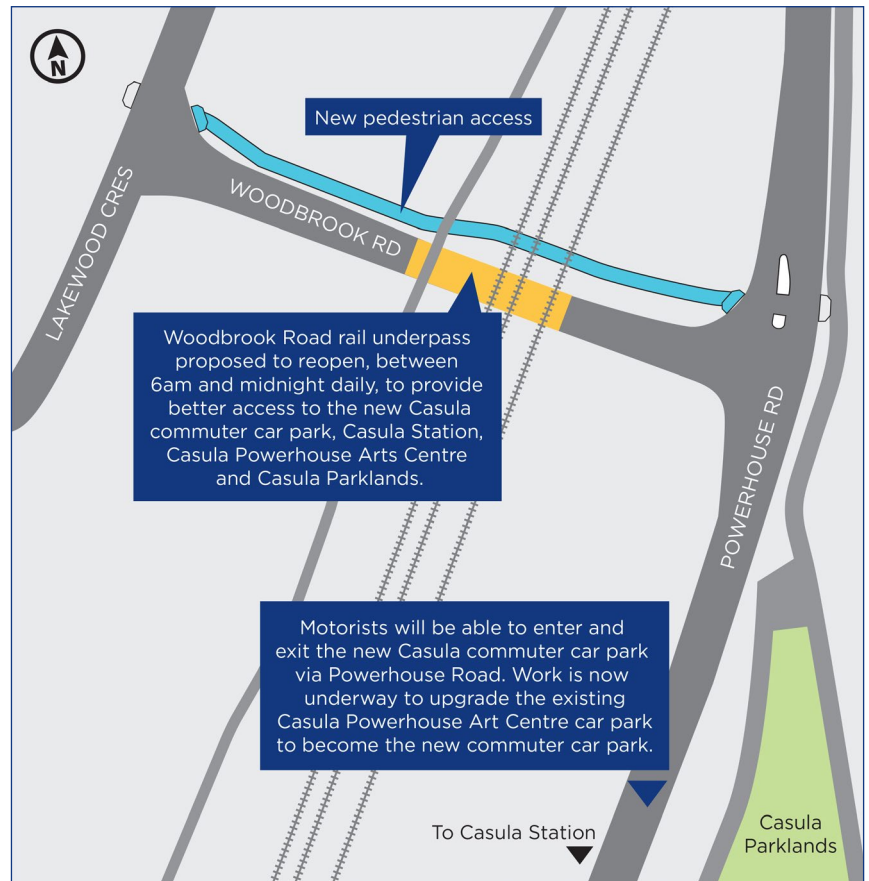 N
New pedestrian access
LAKEWOOD CRES
WOODBROOK RD
Woodbrook Road rail underpass
proposed to reopen, between
6am and midnight daily, to provide
better access to the new Casula
commuter car park, Casula Station,
Casula Powerhouse Arts Centre
and Casula Parklands.
POWERHOUSE RD
Motorists will be able to enter and
exit the new Casula commuter car park
via Powerhouse Road. Work is now
underway to upgrade the existing
Casula Powerhouse Art Centre car park
to become the new commuter car park.
To Casula Station
Casula
Parklands